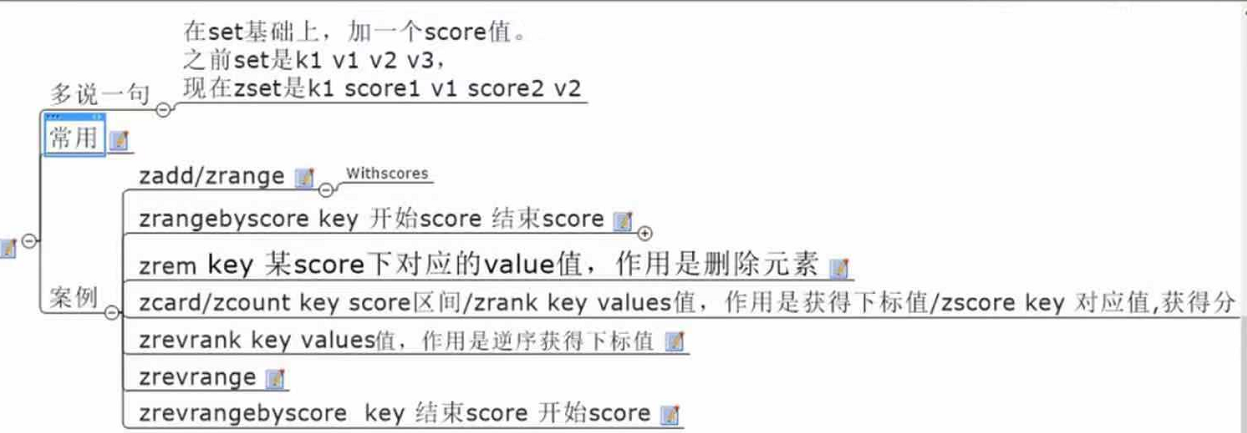 在set基础上，加一个score值。
之前set是k1 v1 v2 v3，
现在zset是k1 score1 v1 score2 v2
多说一句
常用
zadd/zrange
Withscores
zrangebyscore key 开始score 结束score
zrem key 某score下对应的value值，作用是删除元素
案例
zcard/zcount key score区间/zrank key values值，作用是获得下标值/zscore key 对应值,获得分
zrevrank key values值，作用是逆序获得下标值
zrevrange
zrevrangebyscore  key 结束score 开始score